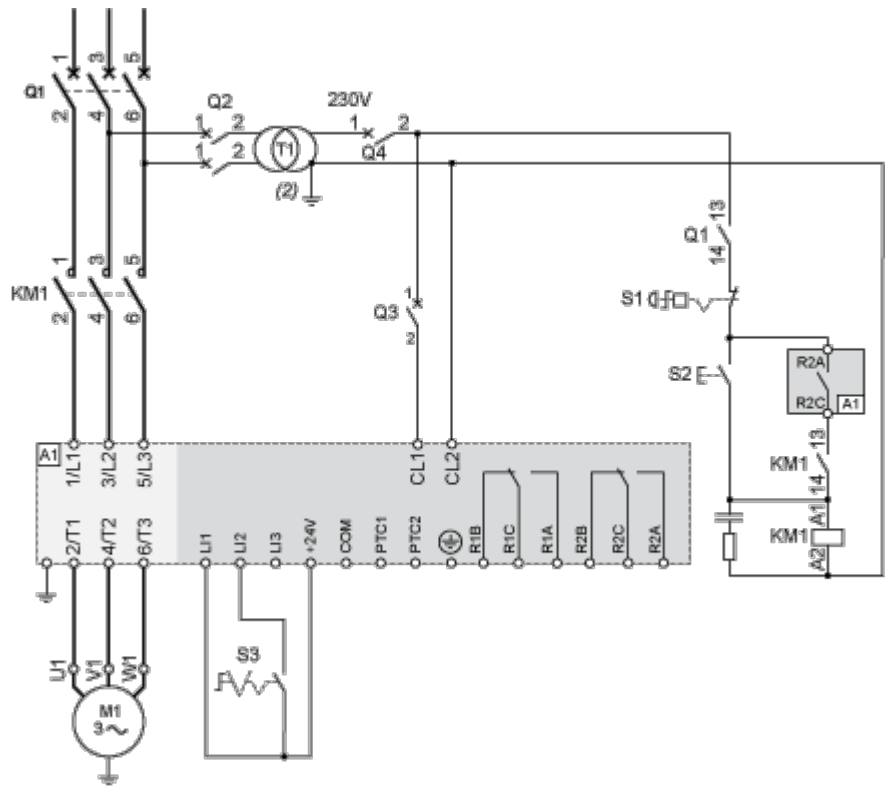 1 3 5
Q1
2 4 6
Q2
1 2
1 2
T1
(2)
230V
1 2
Q4
13
Q1
14
1 3 5
KM1
2 4 6
1
Q3
2
S1
S2
R2A
R2C
A1
13
KM1
14
A1
KM1
A2
A1
1/L1
3/L2
5/L3
CL1
CL2
2/T1
4/T2
6/T3
LI1
LI2
LI3
+24V
COM
PTC1
PTC2
R1B
R1C
R1A
R2B
R2C
R2A
S3
U1
V1
W1
M1
3